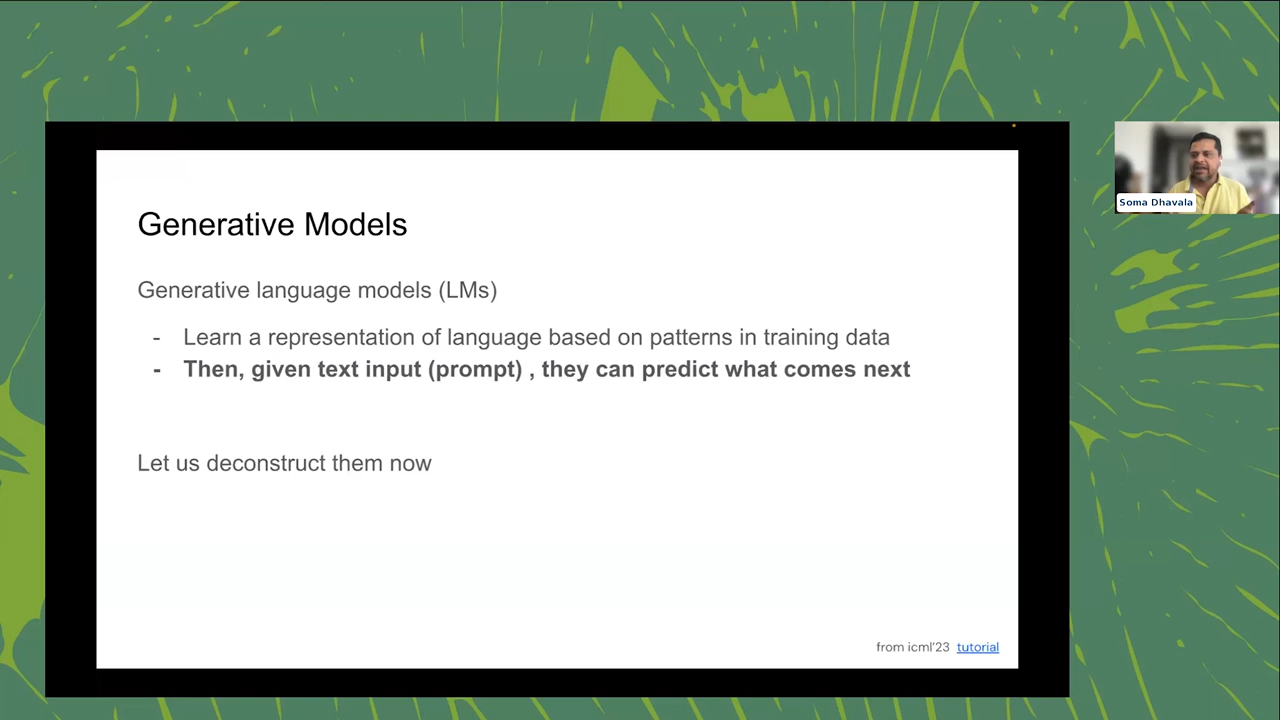 Generative Models
Generative language models (LMs)
- Learn a representation of language based on patterns in training data
- Then, given text input (prompt) , they can predict what comes next
Let us deconstruct them now
from icml'23 tutorial
Soma Dhavala